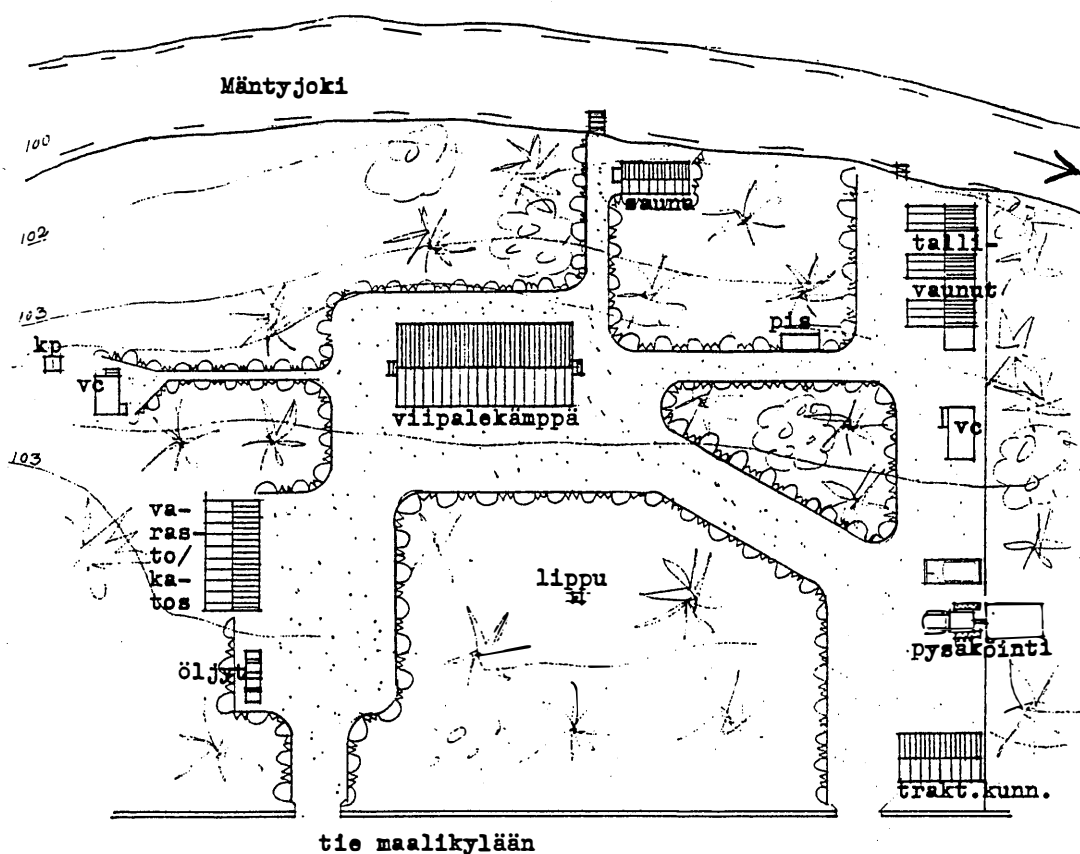 Mäntyjoki
100
sauna
102
talli-
vaunut
103
pis
kp
vc
viipalekämppä
vc
103
va-
ras-
to/
ka-
tos
lippu
pysäköinti
öljyt
trakt.kunn.
tie maalikylään